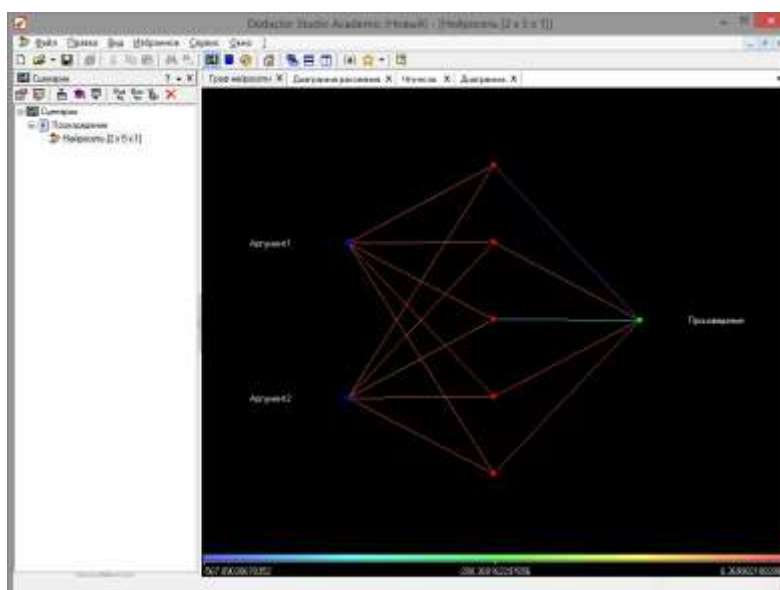 Deductor Studio Academic (Новый) - [Нейросеть [2 x 5 x 1]]
Файл Правка Вид Избранное Сервис Окно ?
Сценарии
Граф нейросети X Диаграмма рассеяния X Что-если X Диаграмма X
Сценарии
Произведение
Нейросеть [2 x 5 x 1]
Аргумент1
Произведение
Аргумент2